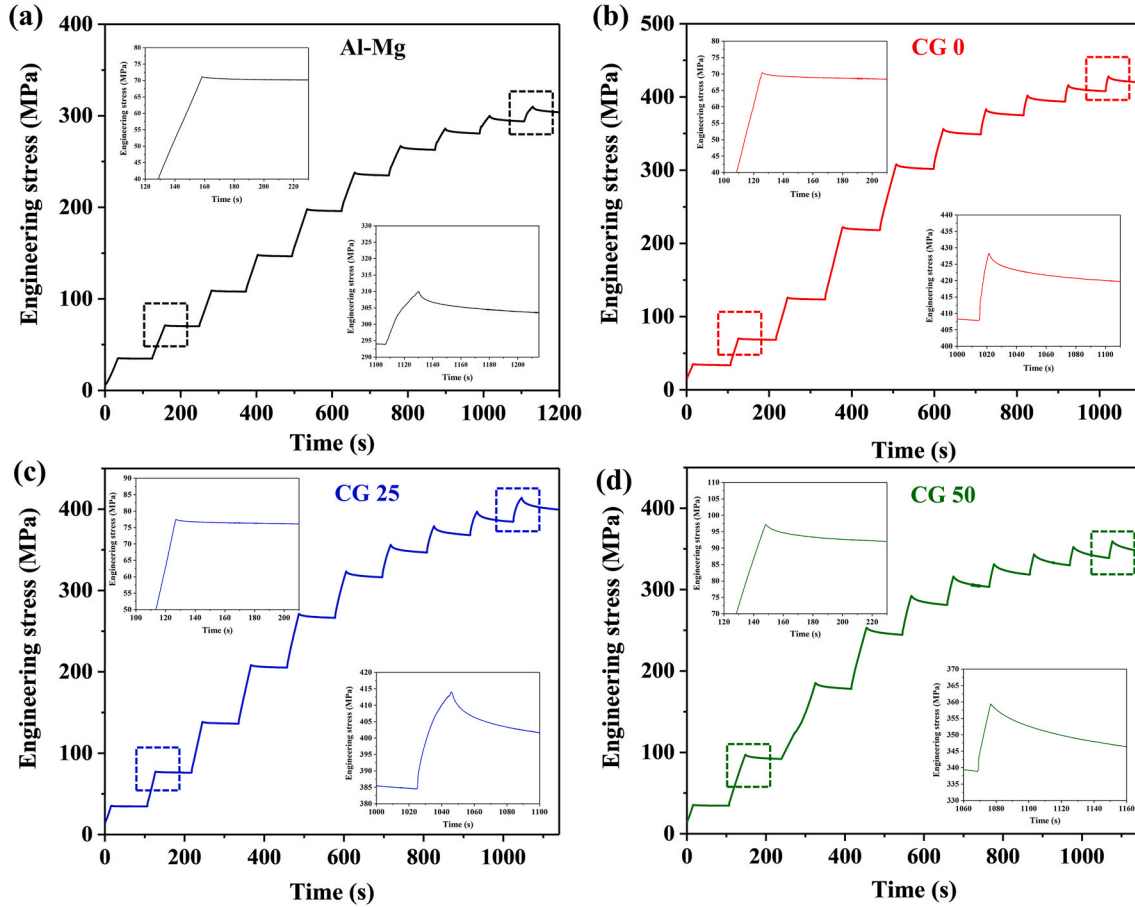 (a)
Al-Mg
Engineering stress (MPa)
400
300
200
100
0
0 200 400 600 800 1000 1200
Time (s)
Engineering stress (MPa)
80
75
70
65
60
55
50
45
40
120 140 160 180 200 220
Time (s)
Engineering stress (MPa)
330
325
320
315
310
305
300
295
290
1100 1120 1140 1160 1180 1200
Time (s)
(b)
CG 0
Engineering stress (MPa)
500
400
300
200
100
0
0 200 400 600 800 1000
Time (s)
Engineering stress (MPa)
80
75
70
65
60
55
50
45
40
100 120 140 160 180 200
Time (s)
Engineering stress (MPa)
440
435
430
425
420
415
410
405
400
1000 1020 1040 1060 1080 1100
Time (s)
(c)
CG 25
Engineering stress (MPa)
400
300
200
100
0
0 200 400 600 800 1000
Time (s)
Engineering stress (MPa)
90
85
80
75
70
65
60
55
50
100 120 140 160 180 200
Time (s)
Engineering stress (MPa)
420
415
410
405
400
395
390
385
380
1000 1020 1040 1060 1080 1100
Time (s)
(d)
CG 50
Engineering stress (MPa)
400
300
200
100
0
0 200 400 600 800 1000
Time (s)
Engineering stress (MPa)
110
105
100
95
90
85
80
75
70
120 140 160 180 200 220
Time (s)
Engineering stress (MPa)
370
365
360
355
350
345
340
335
330
1060 1080 1100 1120 1140 1160
Time (s)